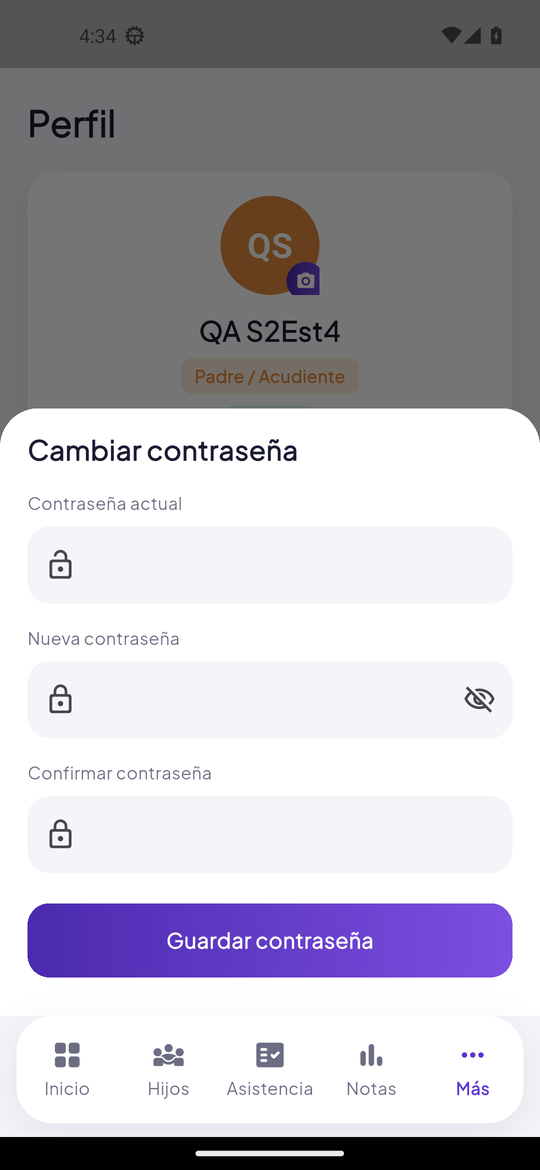 4:34
Perfil
QS
QA S2Est4
Padre / Acudiente
Cambiar contraseña
Contraseña actual
Nueva contraseña
Confirmar contraseña
Guardar contraseña
Inicio
Hijos
Asistencia
Notas
Más